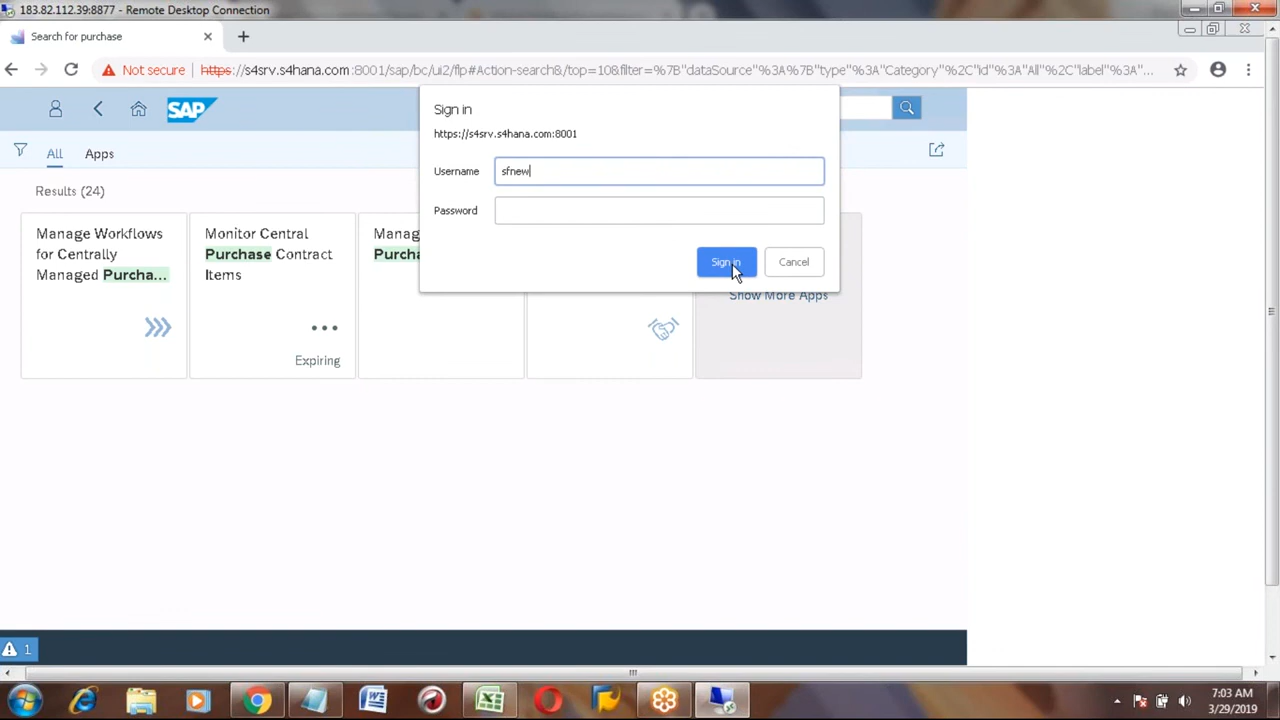 183.82.112.39:8877 - Remote Desktop Connection
Search for purchase
Not secure
https://s4srv.s4hana.com:8001/sap/bc/ui2/flp#Action-search&/top=10&filter=%7B"dataSource"%3A%7B"type"%3A"Category"%2C"id"%3A"All"%2C"label"%3A"...
SAP
Sign in
https://s4srv.s4hana.com:8001
Username
sfnew
Password
Sign in
Cancel
All
Apps
Results (24)
Manage Workflows
for Centrally
Managed Purcha...
Monitor Central
Purchase Contract
Items
Expiring
Manag
Purcha
Show More Apps
1
7:03 AM
3/29/2019